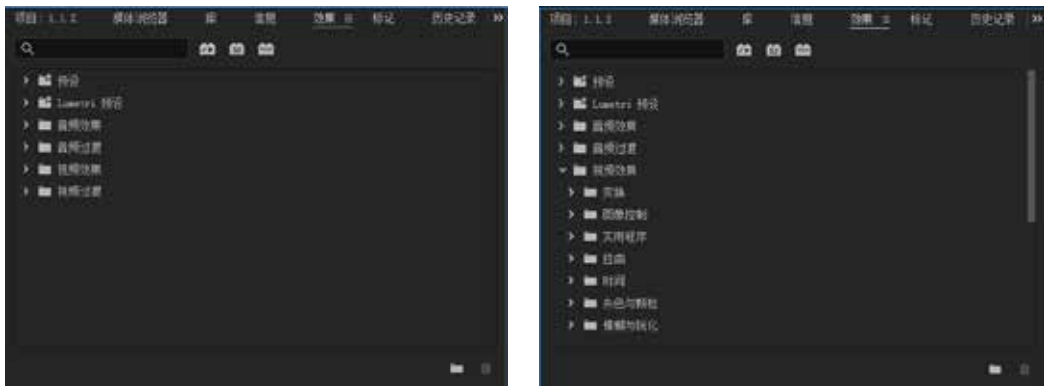 项目: 1.1.1 媒体浏览器 库 信息 效果 标记 历史记录
预设
Lumetri 预设
音频效果
音频过渡
视频效果
视频过渡
项目: 1.1.1 媒体浏览器 库 信息 效果 标记 历史记录
预设
Lumetri 预设
音频效果
音频过渡
视频效果
变换
图像控制
实用程序
扭曲
时间
杂色与颗粒
模糊与锐化